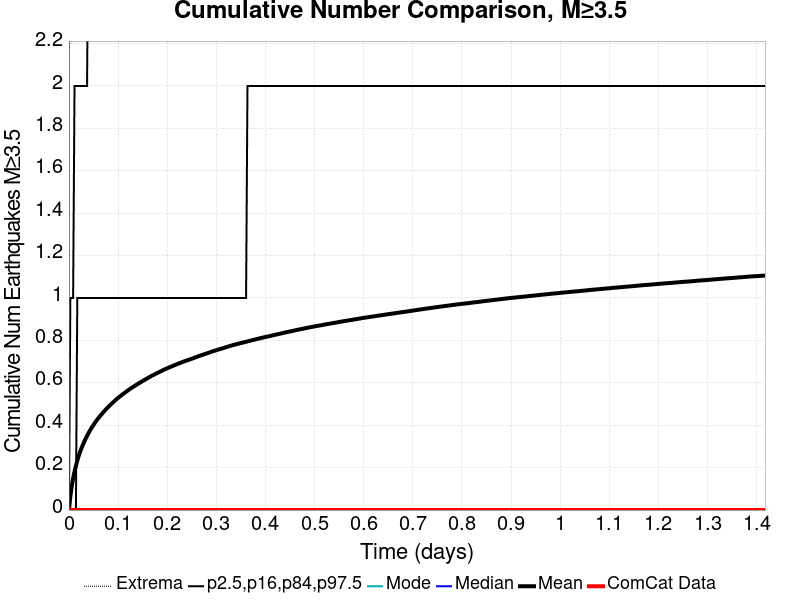 Cumulative Number Comparison, M≥3.5
Cumulative Num Earthquakes M≥3.5
2.2
2
1.8
1.6
1.4
1.2
1
0.8
0.6
0.4
0.2
0
0 0.1 0.2 0.3 0.4 0.5 0.6 0.7 0.8 0.9 1 1.1 1.2 1.3 1.4
Time (days)
Extrema p2.5,p16,p84,p97.5 Mode Median Mean ComCat Data